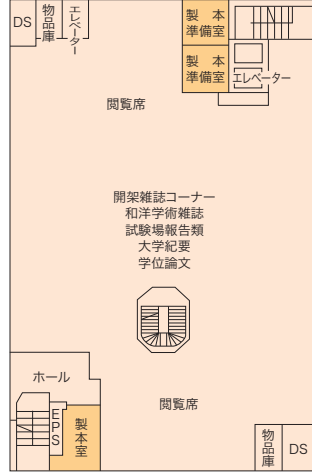 DS
物品庫
エレベーター
製 本
準備室
製 本
準備室
エレベーター
閲覧席
開架雑誌コーナー
和洋学術雑誌
試験場報告類
大学紀要
学位論文
ホール
EPS
製本室
閲覧席
物品庫
DS